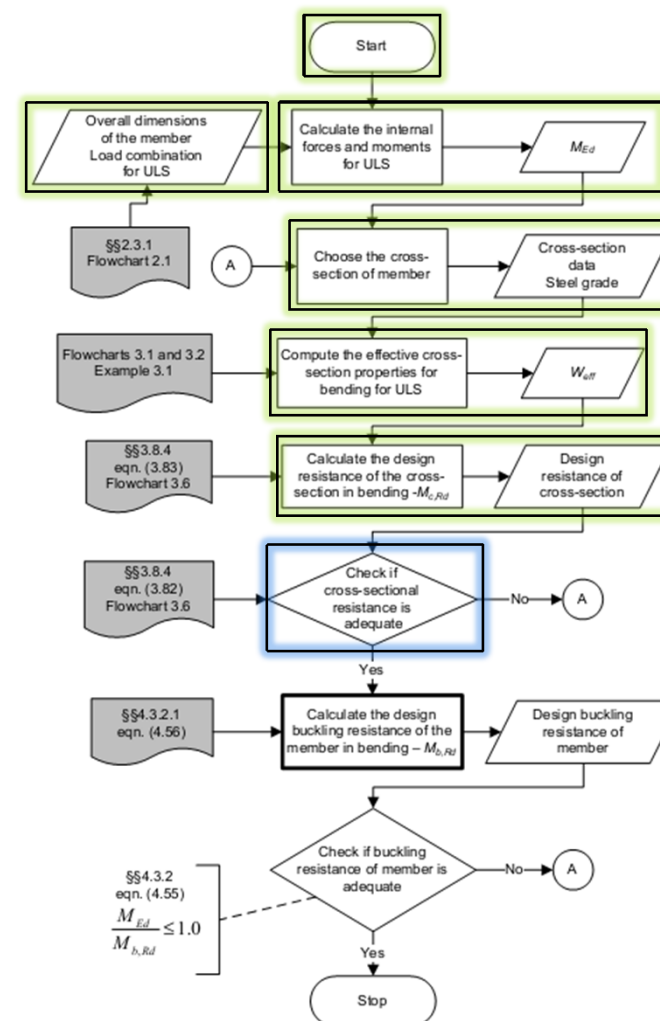 Start
Overall dimensions
of the member
Load combination
for ULS
Calculate the internal
forces and moments
for ULS
M_Ed
§§2.3.1
Flowchart 2.1
A
Choose the cross-
section of member
Cross-section
data
Steel grade
Flowcharts 3.1 and 3.2
Example 3.1
Compute the effective cross-
section properties for
bending for ULS
W_eff
§§3.8.4
eqn. (3.83)
Flowchart 3.6
Calculate the design
resistance of the cross-
section in bending -M_c,Rd
Design
resistance of
cross-section
§§3.8.4
eqn. (3.82)
Flowchart 3.6
Check if
cross-sectional
resistance is
adequate
No
A
Yes
§§4.3.2.1
eqn. (4.56)
Calculate the design
buckling resistance of the
member in bending – M_b,Rd
Design buckling
resistance of
member
Check if buckling
resistance of member is
adequate
No
A
§§4.3.2
eqn. (4.55)
M_Ed / M_b,Rd ≤ 1.0
Yes
Stop